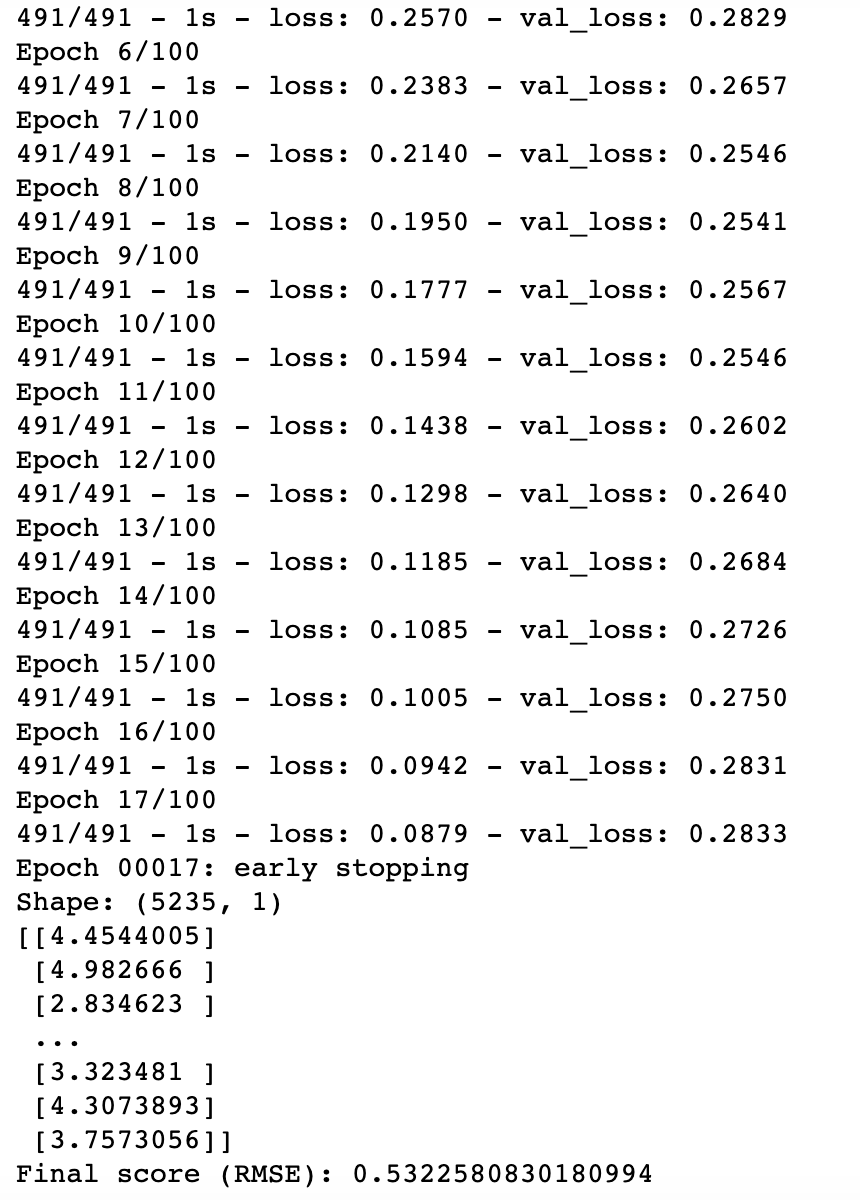 491/491 - 1s - loss: 0.2570 - val_loss: 0.2829
Epoch 6/100
491/491 - 1s - loss: 0.2383 - val_loss: 0.2657
Epoch 7/100
491/491 - 1s - loss: 0.2140 - val_loss: 0.2546
Epoch 8/100
491/491 - 1s - loss: 0.1950 - val_loss: 0.2541
Epoch 9/100
491/491 - 1s - loss: 0.1777 - val_loss: 0.2567
Epoch 10/100
491/491 - 1s - loss: 0.1594 - val_loss: 0.2546
Epoch 11/100
491/491 - 1s - loss: 0.1438 - val_loss: 0.2602
Epoch 12/100
491/491 - 1s - loss: 0.1298 - val_loss: 0.2640
Epoch 13/100
491/491 - 1s - loss: 0.1185 - val_loss: 0.2684
Epoch 14/100
491/491 - 1s - loss: 0.1085 - val_loss: 0.2726
Epoch 15/100
491/491 - 1s - loss: 0.1005 - val_loss: 0.2750
Epoch 16/100
491/491 - 1s - loss: 0.0942 - val_loss: 0.2831
Epoch 17/100
491/491 - 1s - loss: 0.0879 - val_loss: 0.2833
Epoch 00017: early stopping
Shape: (5235, 1)
[[4.4544005]
 [4.982666 ]
 [2.834623 ]
 ...
 [3.323481 ]
 [4.3073893]
 [3.7573056]]
Final score (RMSE): 0.5322580830180994